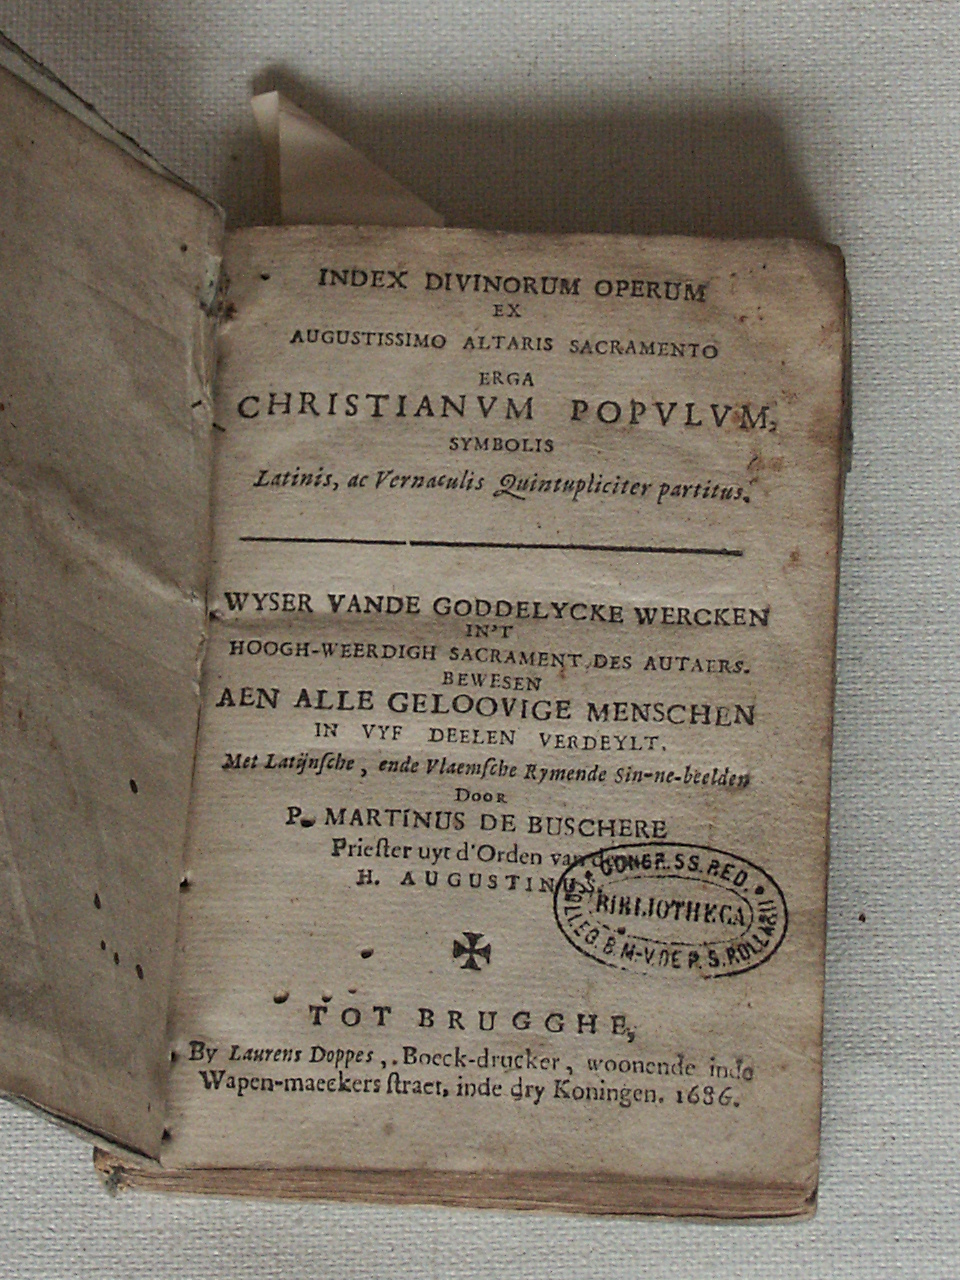 INDEX DIVINORUM OPERUM
EX
AUGUSTISSIMO ALTARIS SACRAMENTO
ERGA
CHRISTIANVM POPVLVM,
SYMBOLIS
Latinis, ac Vernaculis Quintupliciter partitus.
WYSER VANDE GODDELYCKE WERCKEN
IN'T
HOOGH-WEERDIGH SACRAMENT DES AUTAERS.
BEWESEN
AEN ALLE GELOOVIGE MENSCHEN
IN VYF DEELEN VERDEYLT.
Met Latijnſche, ende Vlaemſche Rymende Sin-ne-beelden
DOOR
P. MARTINUS DE BUSCHERE
Prieſter uyt d'Orden van den
H. AUGUSTINUS.
SS. RED.
BIBLIOTHECA
TOT BRUGGHE,
By Laurens Doppes, Boeck-drucker, woonende inde
Wapen-maeckers ſtraet, inde dry Koningen. 1686.